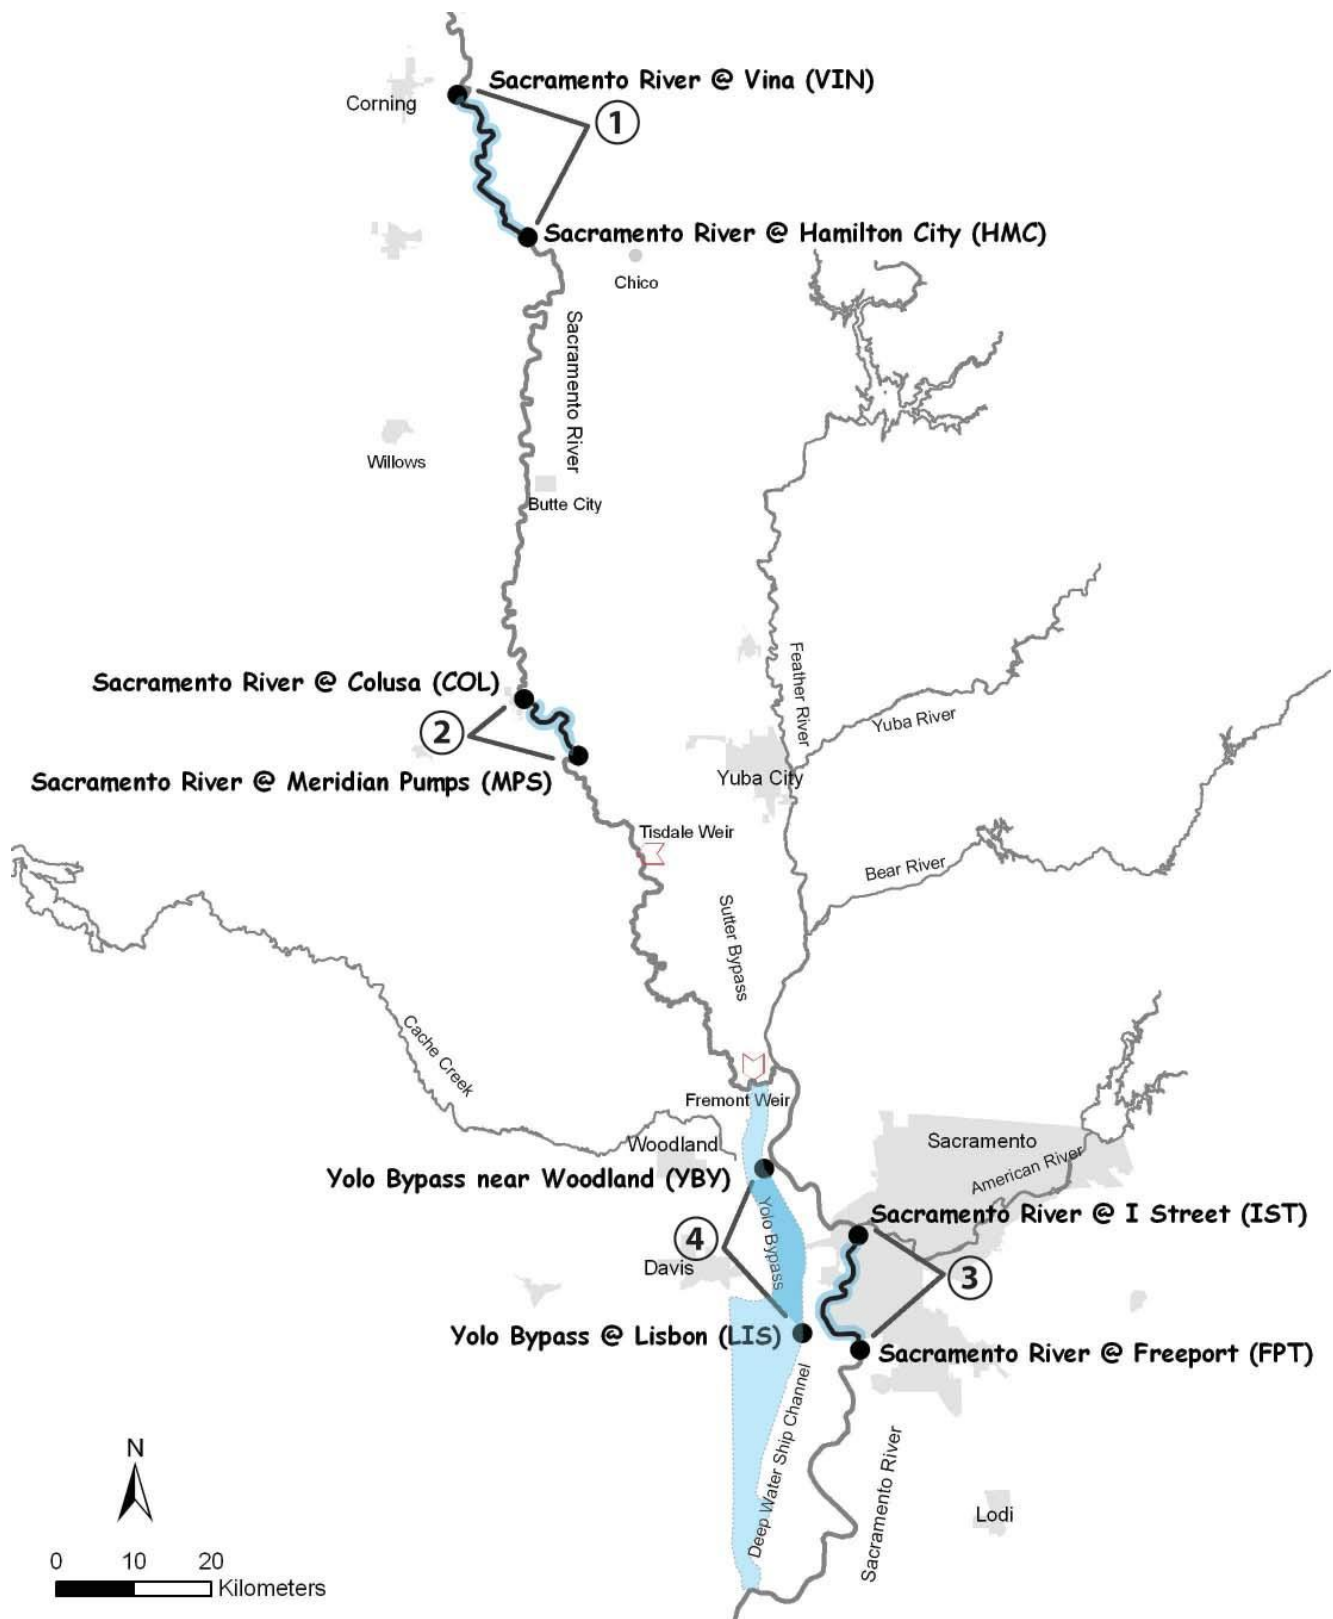 Sacramento River @ Vina (VIN)
Corning
1
Sacramento River @ Hamilton City (HMC)
Chico
Sacramento River
Willows
Butte City
Sacramento River @ Colusa (COL)
Feather River
2
Yuba River
Yuba City
Sacramento River @ Meridian Pumps (MPS)
Tisdale Weir
Bear River
Sutter Bypass
Cache Creek
Fremont Weir
Woodland
Sacramento
American River
Yolo Bypass near Woodland (YBY)
Yolo Bypass
Sacramento River @ I Street (IST)
4
Davis
3
Yolo Bypass @ Lisbon (LIS)
Sacramento River @ Freeport (FPT)
Deep Water Ship Channel
Sacramento River
N
Lodi
0 10 20
Kilometers